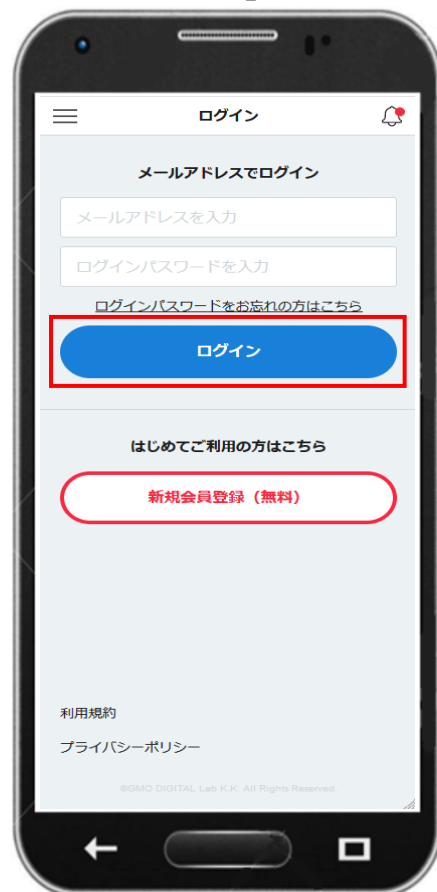 ログイン
メールアドレスでログイン
メールアドレスを入力
ログインパスワードを入力
ログインパスワードをお忘れの方はこちら
ログイン
はじめてご利用の方はこちら
新規会員登録（無料）
利用規約
プライバシーポリシー
©GMO DIGITAL Lab K.K. All Rights Reserved.